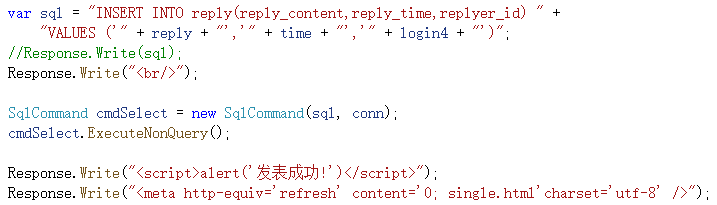 var sql = "INSERT INTO reply(reply_content,reply_time,replyer_id) " +
"VALUES ('" + reply + "','" + time + "','" + login4 + "')";
//Response.Write(sql);
Response.Write("<br/>");
SqlCommand cmdSelect = new SqlCommand(sql, conn);
cmdSelect.ExecuteNonQuery();
Response.Write("<script>alert('发表成功!')</script>");
Response.Write("<meta http-equiv='refresh' content='0; single.html'charset='utf-8' />");